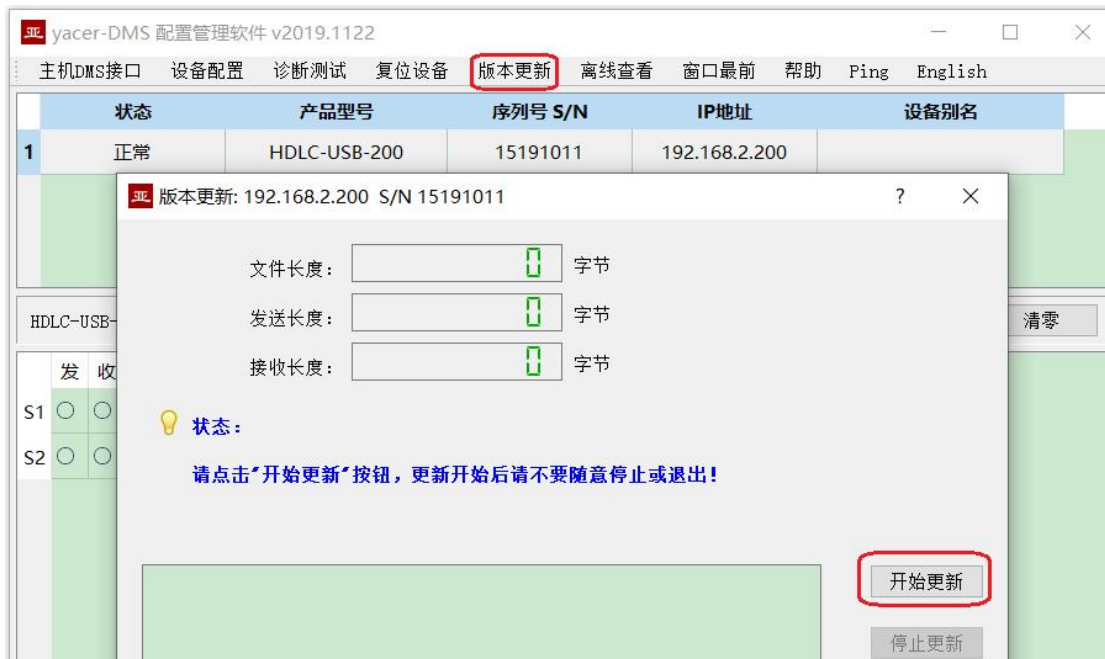 亚 yacer-DMS 配置管理软件 v2019.1122
主机DMS接口 设备配置 诊断测试 复位设备 版本更新 离线查看 窗口最前 帮助 Ping English
状态 产品型号 序列号 S/N IP地址 设备别名
1 正常 HDLC-USB-200 15191011 192.168.2.200
亚 版本更新: 192.168.2.200 S/N 15191011 ?
文件长度: 0 字节
发送长度: 0 字节
HDLC-USB- 清零
接收长度: 0 字节
发 收
S1
状态:
S2
请点击"开始更新"按钮，更新开始后请不要随意停止或退出!
开始更新
停止更新